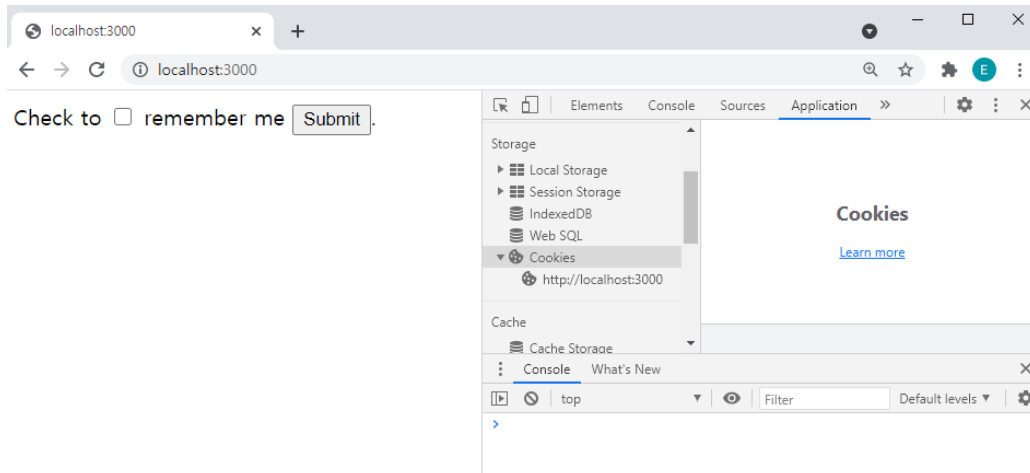 localhost:3000
localhost:3000
E
Check to remember me Submit.
Elements Console Sources Application »
Storage
Local Storage
Session Storage
IndexedDB
Web SQL
Cookies
http://localhost:3000
Cache
Cache Storage
Cookies
Learn more
Console What's New
top Filter Default levels